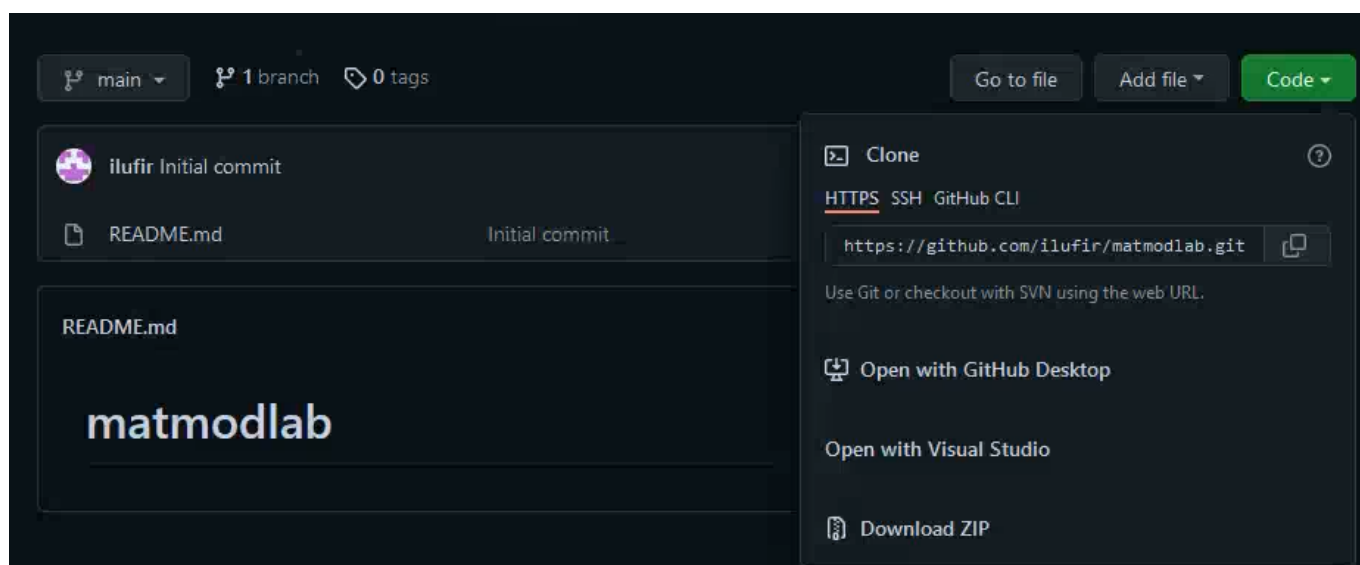 main 1 branch 0 tags Go to file Add file Code
ilufir Initial commit
README.md Initial commit
README.md
matmodlab
Clone
HTTPS SSH GitHub CLI
https://github.com/ilufir/matmodlab.git
Use Git or checkout with SVN using the web URL.
Open with GitHub Desktop
Open with Visual Studio
Download ZIP